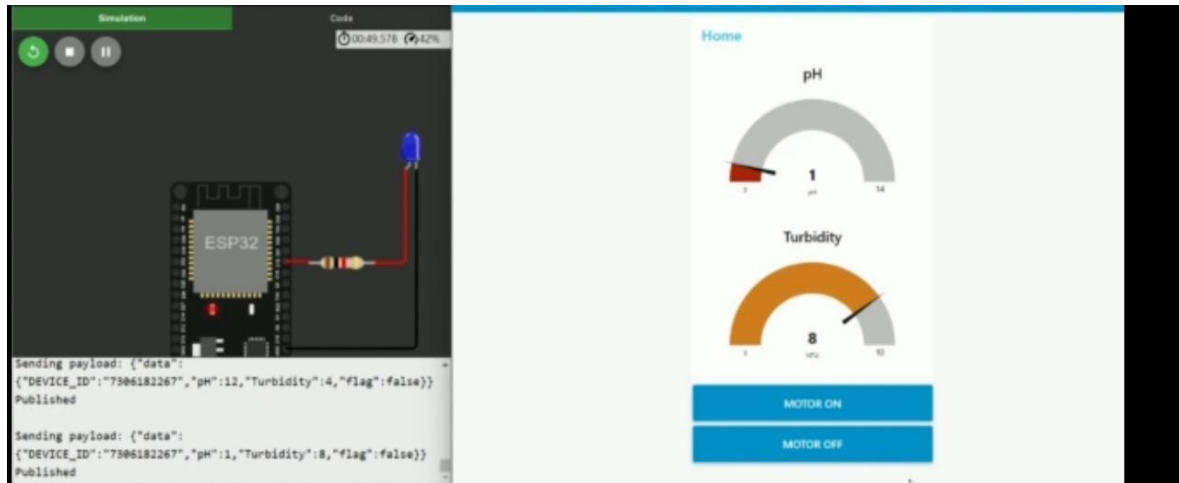 Simulation
Code
00:49.578
42%
ESP32
Sending payload: {"data":
{"DEVICE_ID":"7306182267","pH":12,"Turbidity":4,"flag":false}}
Published
Sending payload: {"data":
{"DEVICE_ID":"7306182267","pH":1,"Turbidity":8,"flag":false}}
Published
Home
pH
1
pH
14
Turbidity
8
NTU
10
MOTOR ON
MOTOR OFF